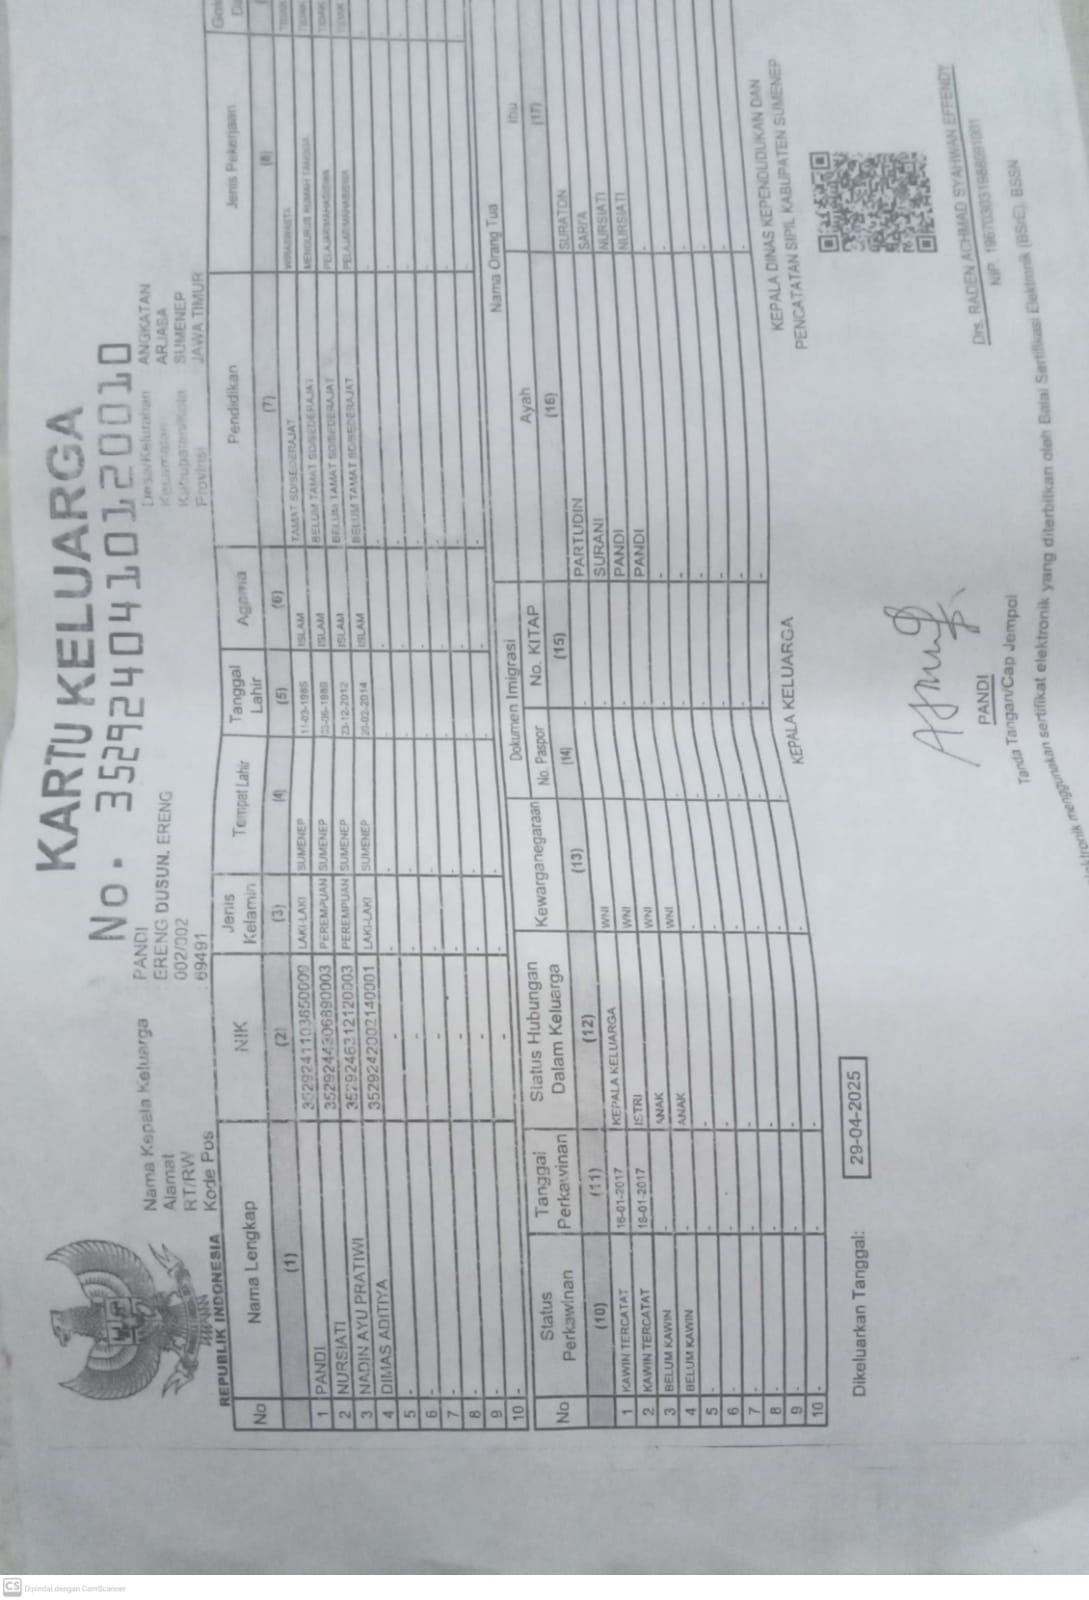 CS Dipindai dengan CamScanner
KARTU KELUARGA
No. 3529240410120010
Nama Kepala Keluarga PANDI
Alamat ERENG DUSUN. ERENG
RT/RW 002/002
Kode Pos : 69491
Desa/Kelurahan ANGKATAN
Kecamatan ARJASA
Kabupaten/Kota SUMENEP
Provinsi JAWA TIMUR
REPUBLIK INDONESIA
No Nama Lengkap NIK Jenis Kelamin Tempat Lahir Tanggal Lahir Agama Pendidikan Jenis Pekerjaan
(1) (2) (3) (4) (5) (6) (7) (8)
1 PANDI 3529241103850009 LAKI-LAKI SUMENEP 11-03-1985 ISLAM TAMAT SD/SEDERAJAT WIRASWASTA
2 NURSIATI PEREMPUAN SUMENEP ISLAM BELUM TAMAT SD/SEDERAJAT MENGURUS RUMAH TANGGA
3 NADIN AYU PRATIWI 3529246312120003 PEREMPUAN SUMENEP 23-12-2012 ISLAM BELUM TAMAT SD/SEDERAJAT PELAJAR/MAHASISWA
4 DIMAS ADITIYA 3529242002140001 LAKI-LAKI SUMENEP 20-02-2014 ISLAM BELUM TAMAT SD/SEDERAJAT PELAJAR/MAHASISWA
5 - - - - - - - -
6 - - - - - - - -
7 - - - - - - - -
8 - - - - - - - -
9 - - - - - - - -
10 - - - - - - - -
No Status Perkawinan Tanggal Perkawinan Status Hubungan Dalam Keluarga Kewarganegaraan Dokumen Imigrasi Nama Orang Tua
No. Paspor No. KITAP Ayah Ibu
(10) (11) (12) (13) (14) (15) (16) (17)
1 KAWIN TERCATAT 16-01-2017 KEPALA KELUARGA WNI - PARTUDIN SURATON
2 KAWIN TERCATAT 16-01-2017 ISTRI WNI - SURANI SARI'A
3 BELUM KAWIN - ANAK WNI - PANDI NURSIATI
4 BELUM KAWIN - ANAK WNI - PANDI NURSIATI
5 - - - - - - - -
6 - - - - - - - -
7 - - - - - - - -
8 - - - - - - - -
9 - - - - - - - -
10 - - - - - - - -
Dikeluarkan Tanggal: 29-04-2025
KEPALA KELUARGA
PANDI
Tanda Tangan/Cap Jempol
KEPALA DINAS KEPENDUDUKAN DAN
PENCATATAN SIPIL KABUPATEN SUMENEP
Drs. RADEN ACHMAD SYAHWAN EFFENDY
NIP. 196703031988091001
menggunakan sertifikat elektronik yang diterbitkan oleh Balai Sertifikasi Elektronik (BSrE), BSSN